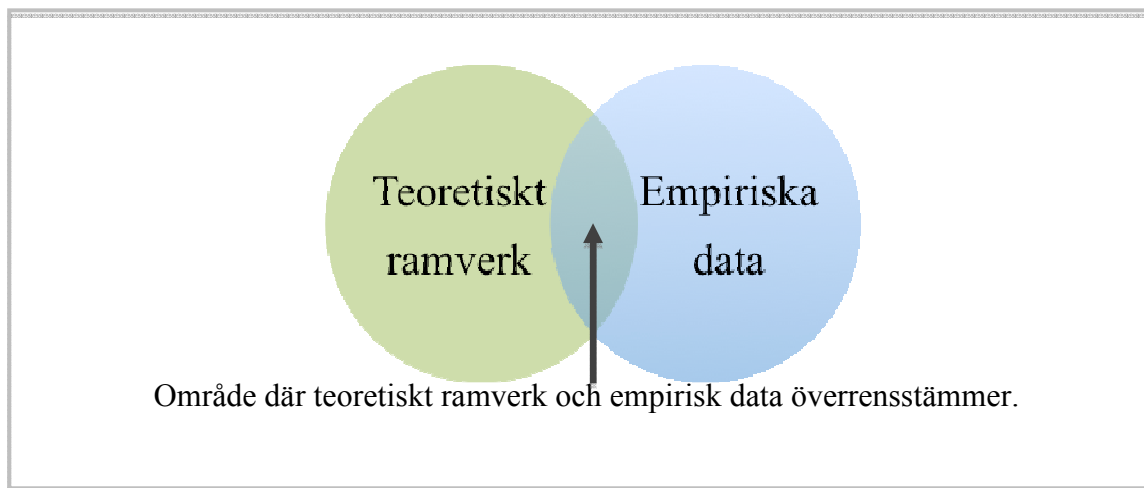 Teoretiskt
ramverk
Empiriska
data
Område där teoretiskt ramverk och empirisk data överrensstämmer.